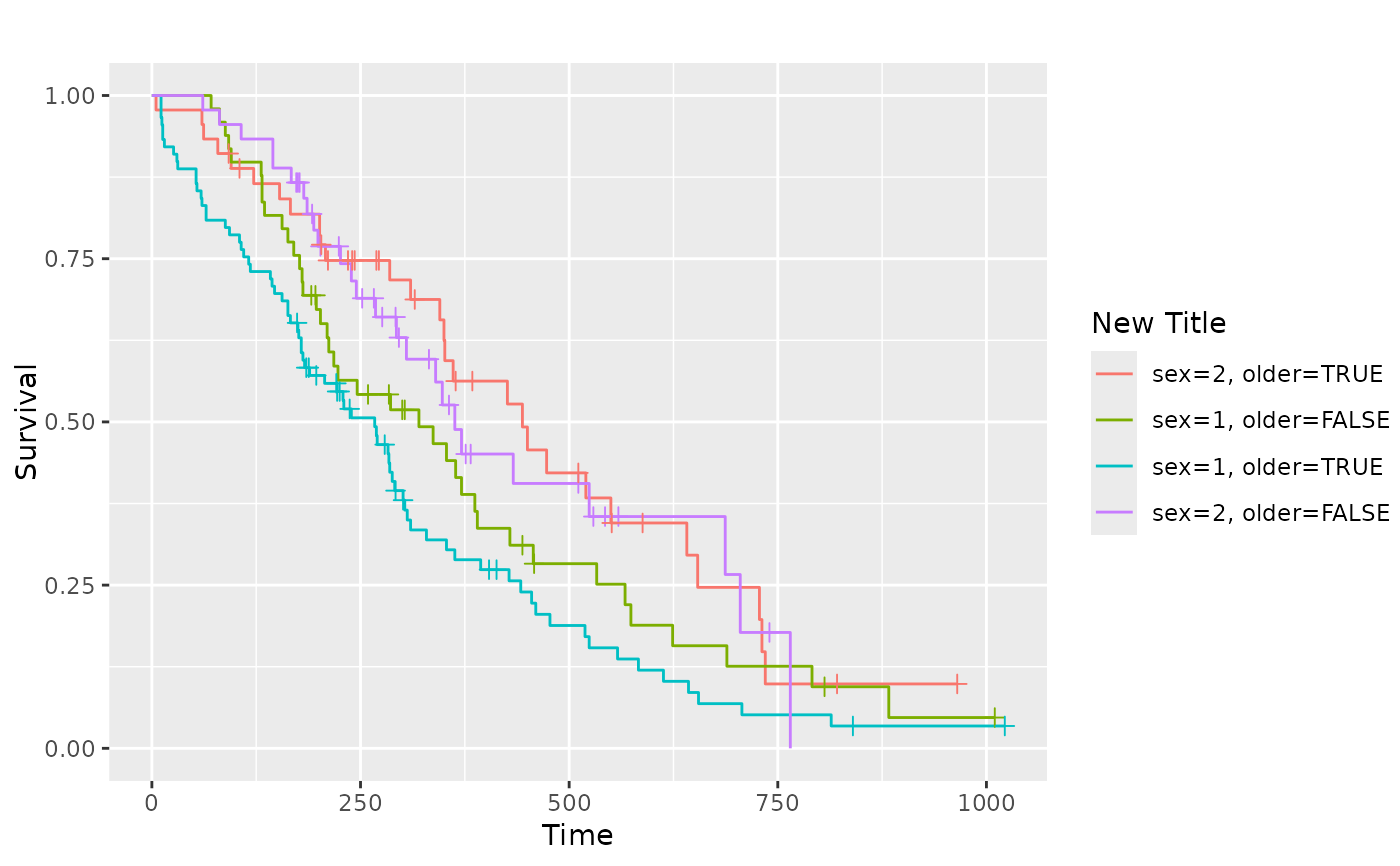 1.00
0.75
0.50
0.25
0.00
Survival
0
250
500
750
1000
Time
New Title
sex=2, older=TRUE
sex=1, older=FALSE
sex=1, older=TRUE
sex=2, older=FALSE